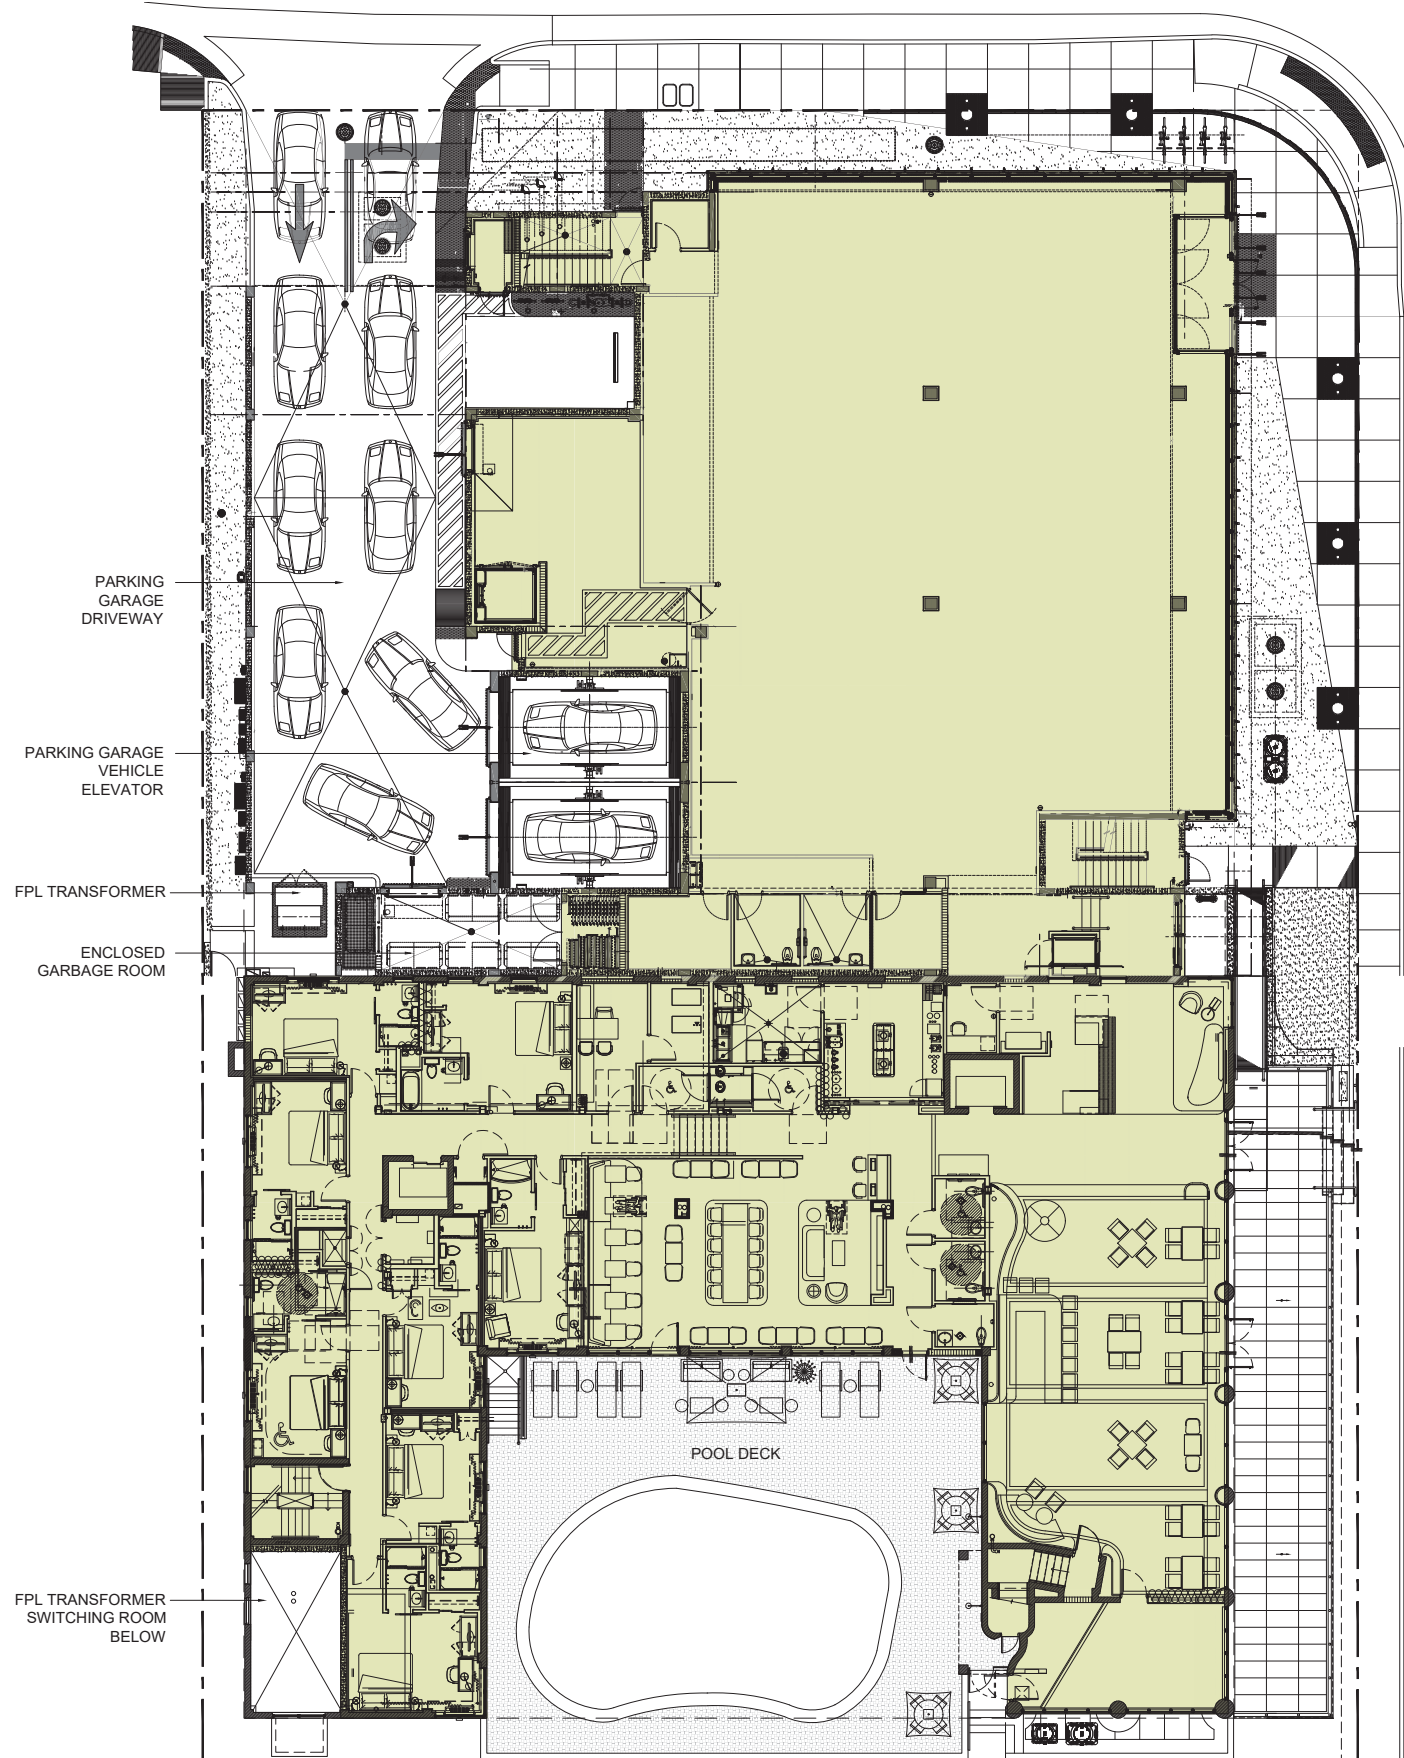 PARKING
GARAGE
DRIVEWAY
PARKING GARAGE
VEHICLE
ELEVATOR
FPL TRANSFORMER
ENCLOSED
GARBAGE ROOM
POOL DECK
FPL TRANSFORMER
SWITCHING ROOM
BELOW